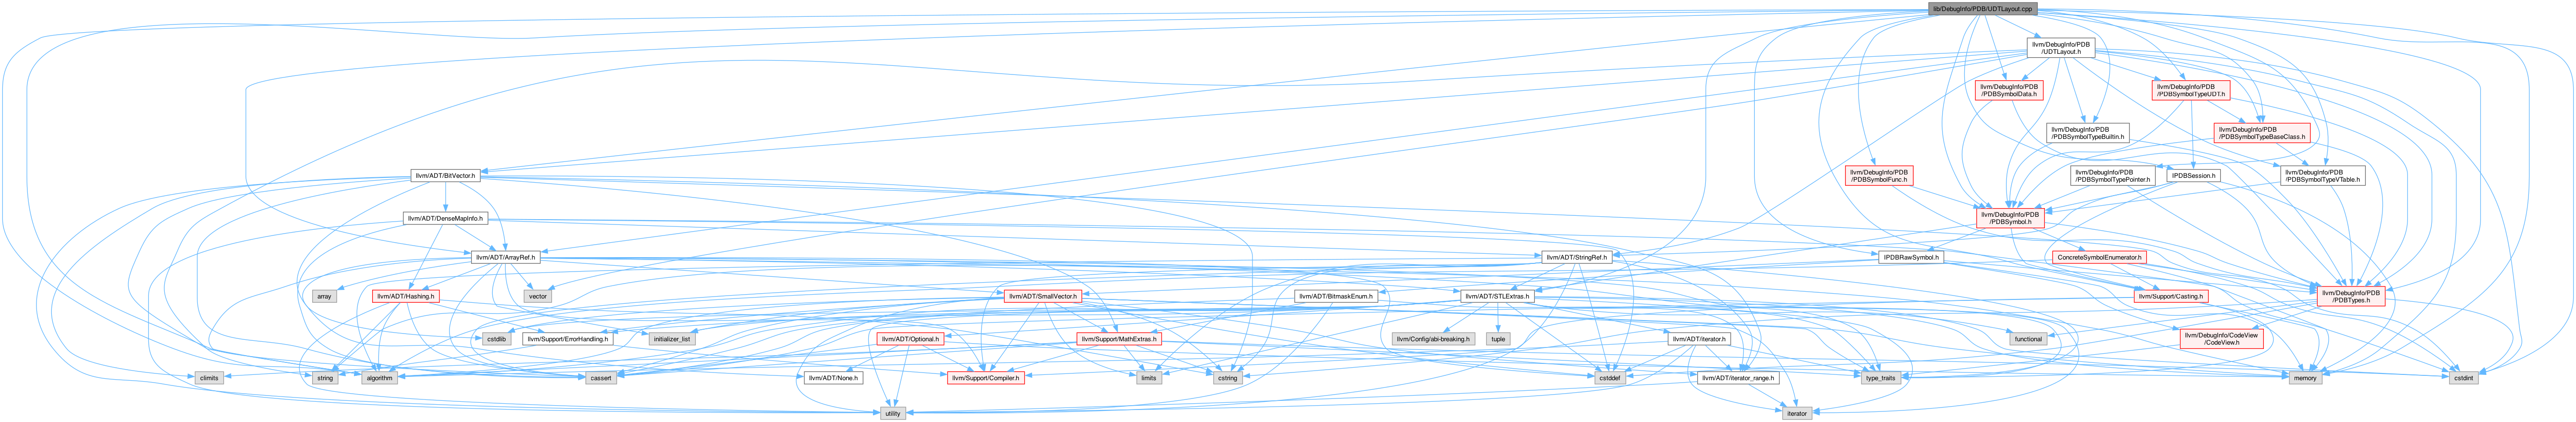 lib/DebugInfo/PDB/UDTLayout.cpp
llvm/DebugInfo/PDB
/UDTLayout.h
llvm/DebugInfo/PDB
/PDBSymbolData.h
llvm/DebugInfo/PDB
/PDBSymbolTypeUDT.h
llvm/DebugInfo/PDB
/PDBSymbolTypeBuiltin.h
llvm/DebugInfo/PDB
/PDBSymbolTypeBaseClass.h
llvm/ADT/BitVector.h
llvm/DebugInfo/PDB
/PDBSymbolFunc.h
llvm/DebugInfo/PDB
/PDBSymbolTypePointer.h
IPDBSession.h
llvm/DebugInfo/PDB
/PDBSymbolTypeVTable.h
llvm/ADT/DenseMapInfo.h
llvm/DebugInfo/PDB
/PDBSymbol.h
llvm/ADT/ArrayRef.h
llvm/ADT/StringRef.h
IPDBRawSymbol.h
ConcreteSymbolEnumerator.h
array
llvm/ADT/Hashing.h
vector
llvm/ADT/SmallVector.h
llvm/ADT/BitmaskEnum.h
llvm/ADT/STLExtras.h
llvm/Support/Casting.h
llvm/DebugInfo/PDB
/PDBTypes.h
cstdlib
llvm/Support/ErrorHandling.h
initializer_list
llvm/ADT/Optional.h
llvm/Support/MathExtras.h
llvm/Config/abi-breaking.h
tuple
llvm/ADT/iterator.h
functional
llvm/DebugInfo/CodeView
/CodeView.h
climits
string
algorithm
cassert
llvm/ADT/None.h
llvm/Support/Compiler.h
limits
cstring
cstddef
llvm/ADT/iterator_range.h
type_traits
memory
cstdint
utility
iterator